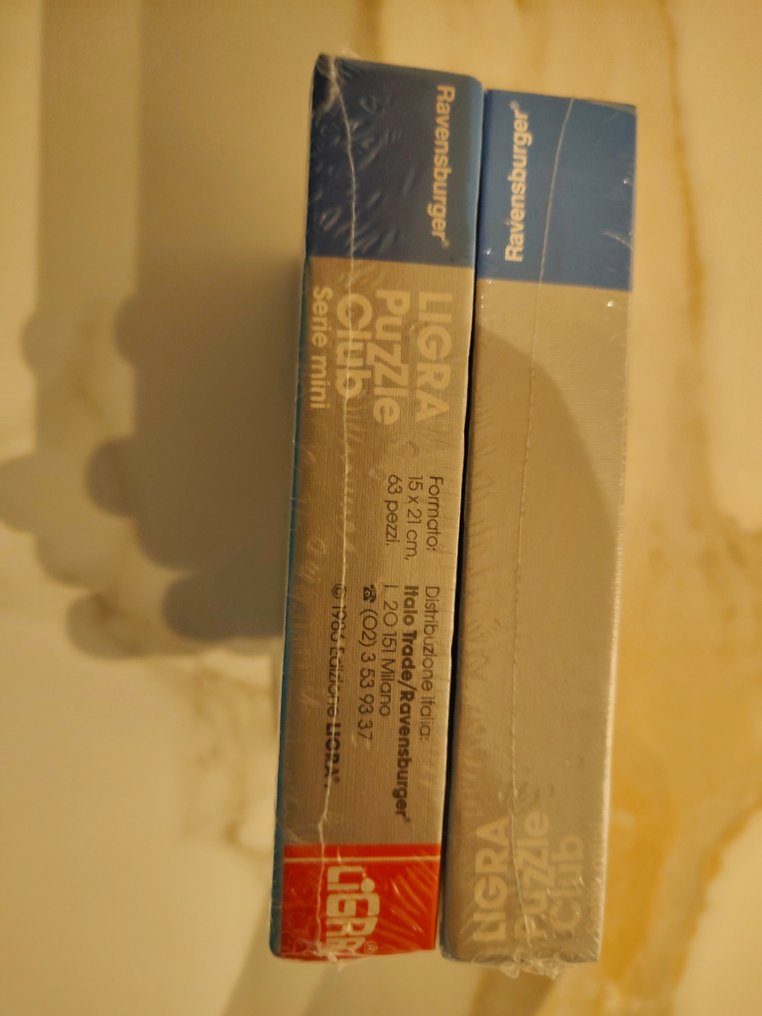 Ravensburger®
LIGRA
Puzzle
Club
Serie mini
Formato:
15 x 21 cm,
63 pezzi.
Distribuzione italia:
Italo Trade/Ravensburger®
I 20 151 Milano
☎ (02) 3 53 93 37
© 1986 Edizione LIGRA®
LiGRA®
Ravensburger®
LIGRA
Puzzle
Club